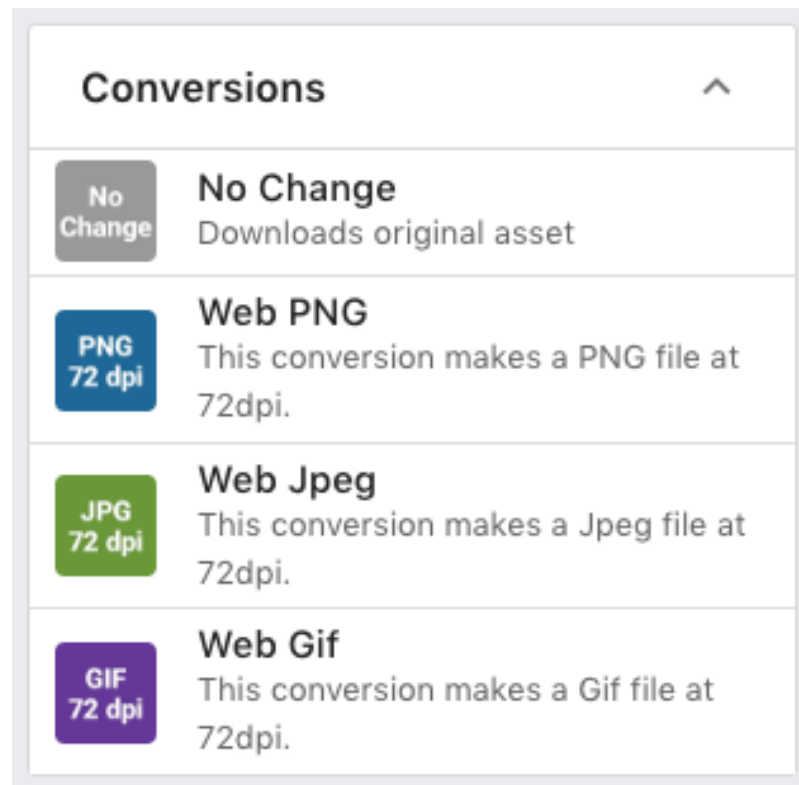 Conversions
No
Change
No Change
Downloads original asset
PNG
72 dpi
Web PNG
This conversion makes a PNG file at
72dpi.
JPG
72 dpi
Web Jpeg
This conversion makes a Jpeg file at
72dpi.
GIF
72 dpi
Web Gif
This conversion makes a Gif file at
72dpi.